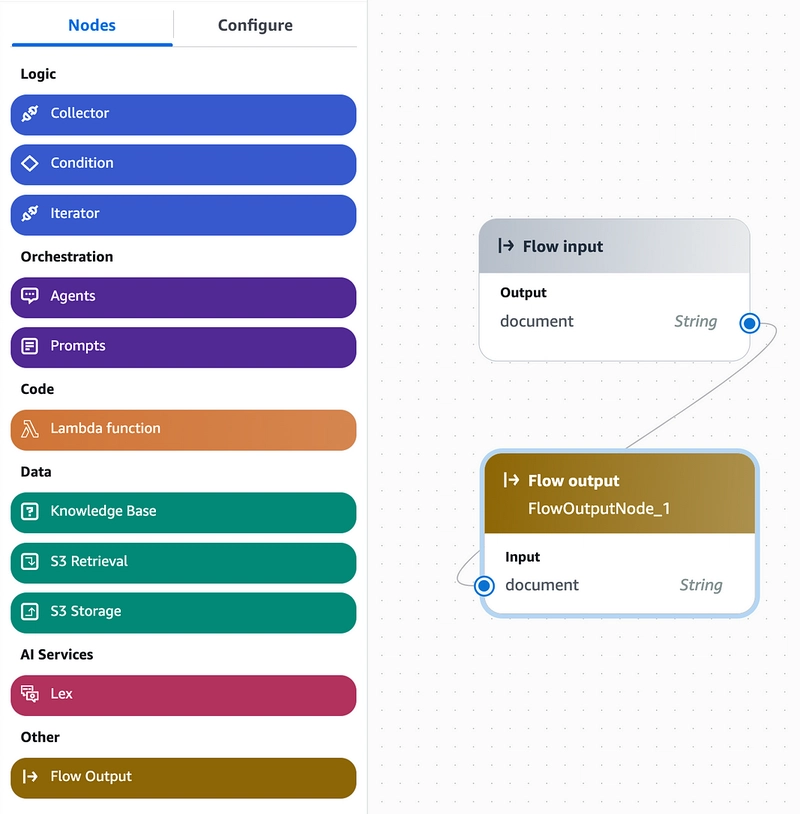 Nodes
Configure
Logic
Collector
Condition
Iterator
Orchestration
Agents
Prompts
Code
Lambda function
Data
Knowledge Base
S3 Retrieval
S3 Storage
AI Services
Lex
Other
Flow Output
Flow input
Output
document String
Flow output
FlowOutputNode_1
Input
document String